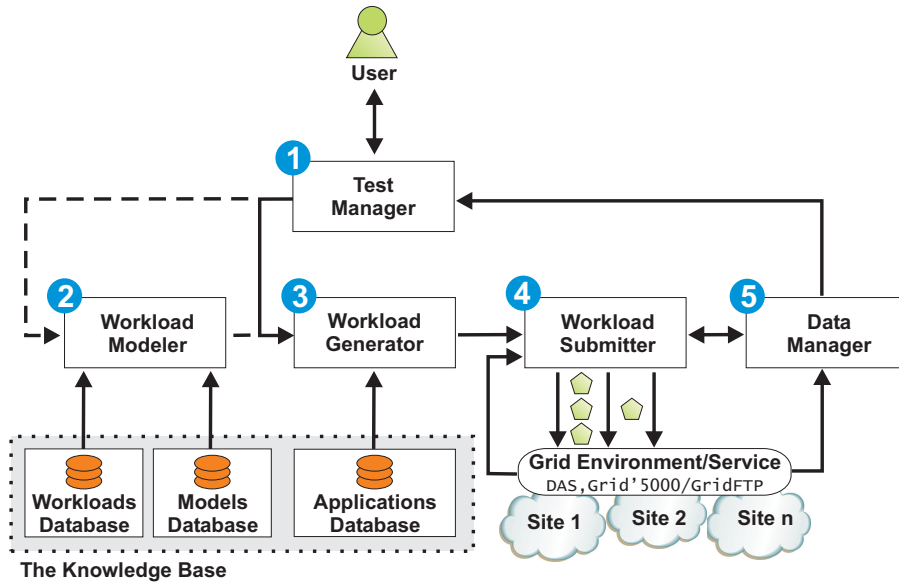 User
1
Test
Manager
2
Workload
Modeler
3
Workload
Generator
4
Workload
Submitter
5
Data
Manager
Workloads
Database
Models
Database
Applications
Database
Grid Environment/Service
DAS,Grid'5000/GridFTP
Site 1
Site 2
Site n
The Knowledge Base